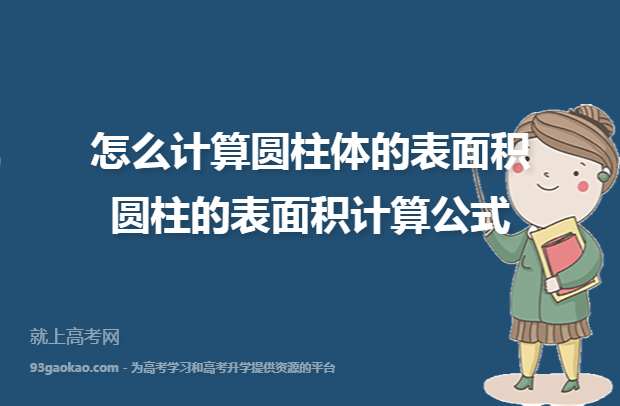 怎么计算圆柱体的表面积
圆柱的表面积计算公式
就上高考网
93gaokao.com - 为高考学习和高考升学提供资源的平台